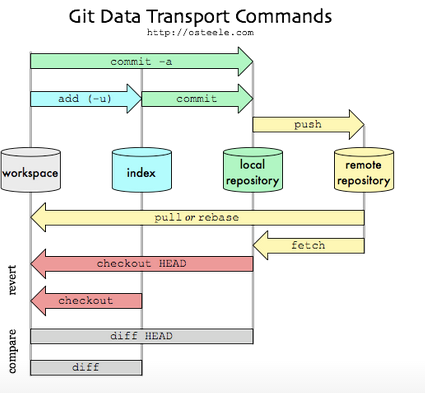 Git Data Transport Commands
http://osteele.com
commit -a
add (-u)
commit
push
workspace
index
local
repository
remote
repository
pull or rebase
fetch
revert
checkout HEAD
checkout
compare
diff HEAD
diff